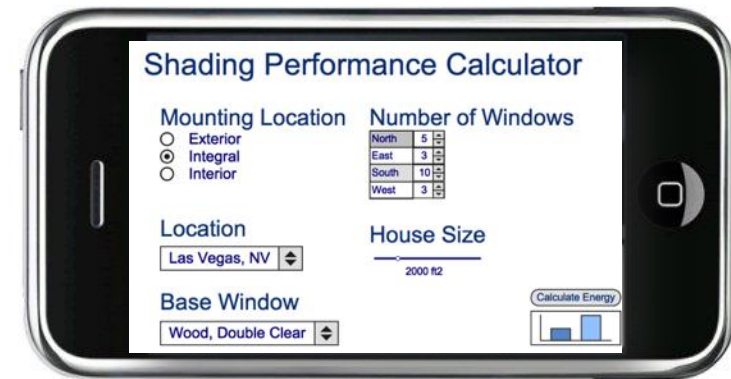 Shading Performance Calculator
Mounting Location
Exterior
Integral
Interior
Number of Windows
North 5
East 3
South 10
West 3
Location
Las Vegas, NV
House Size
2000 ft2
Base Window
Wood, Double Clear
Calculate Energy